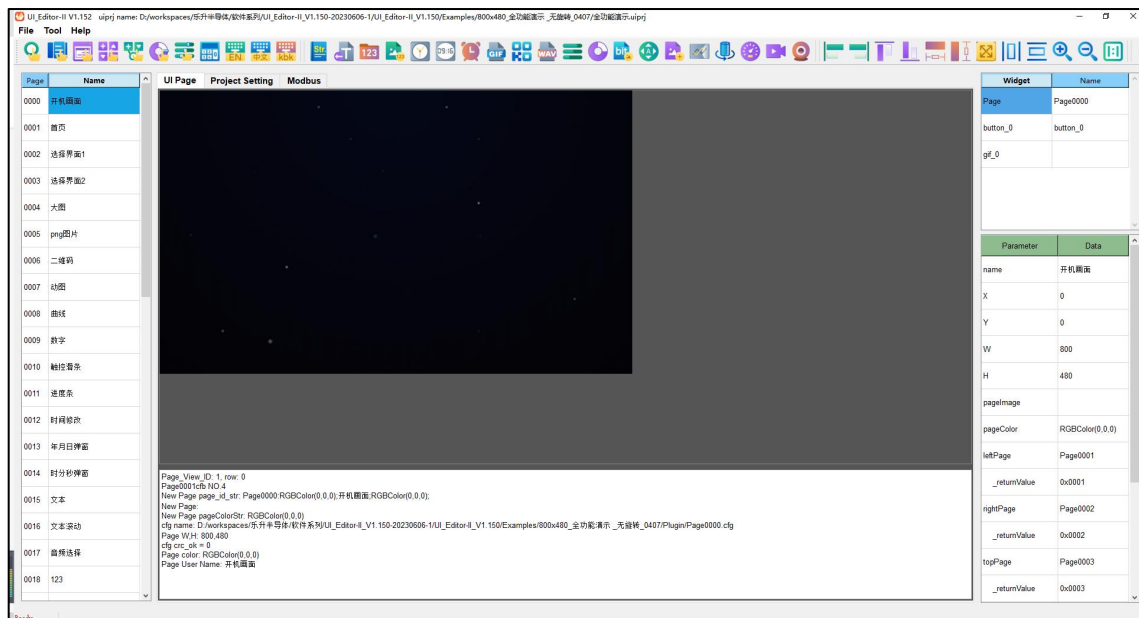 UI_Editor-II V1.152 uiprj name: D:/workspaces/乐升半导体/软件系列/UI_Editor-II_V1.150-20230606-1/UI_Editor-II_V1.150/Examples/800x480_全功能演示 _无旋转_0407/全功能演示.uiprj
File Tool Help
EN 中文 kbk Str. T 123 09:16 GIF WAV bit A 1:1
Page Name
0000 开机画面
0001 首页
0002 选择界面1
0003 选择界面2
0004 大图
0005 png图片
0006 二维码
0007 动图
0008 曲线
0009 数字
0010 触控滑条
0011 进度条
0012 时间修改
0013 年月日弹窗
0014 时分秒弹窗
0015 文本
0016 文本滚动
0017 音频选择
0018 123
UI Page Project Setting Modbus
Page_View_ID: 1, row: 0
Page0001cfb NO.4
New Page page_id_str: Page0000:RGBColor(0,0,0);开机画面;RGBColor(0,0,0);
New Page:
New Page pageColorStr: RGBColor(0,0,0)
cfg name: D:/workspaces/乐升半导体/软件系列/UI_Editor-II_V1.150-20230606-1/UI_Editor-II_V1.150/Examples/800x480_全功能演示 _无旋转_0407/Plugin/Page0000.cfg
Page W,H: 800,480
cfg crc_ok = 0
Page color: RGBColor(0,0,0)
Page User Name: 开机画面
Widget Name
Page Page0000
button_0 button_0
gif_0
Parameter Data
name 开机画面
X 0
Y 0
W 800
H 480
pageImage
pageColor RGBColor(0,0,0)
leftPage Page0001
_returnValue 0x0001
rightPage Page0002
_returnValue 0x0002
topPage Page0003
_returnValue 0x0003